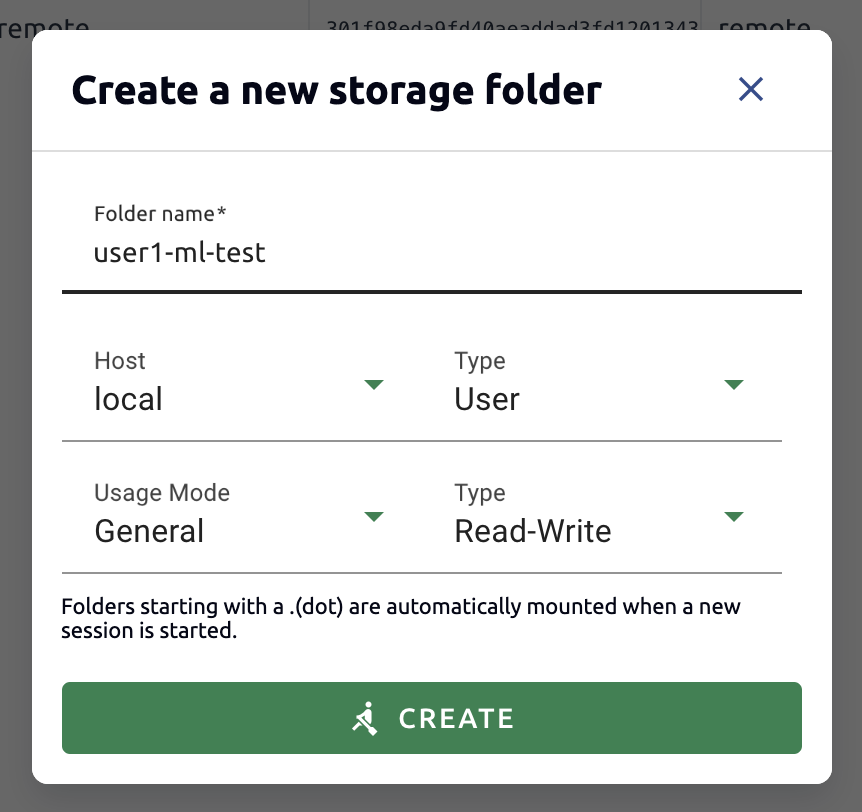 remote 301f98eda9fd40aeaddad3fd1201343 remote
Create a new storage folder
Folder name*
user1-ml-test
Host Type
local User
Usage Mode Type
General Read-Write
Folders starting with a .(dot) are automatically mounted when a new
session is started.
CREATE